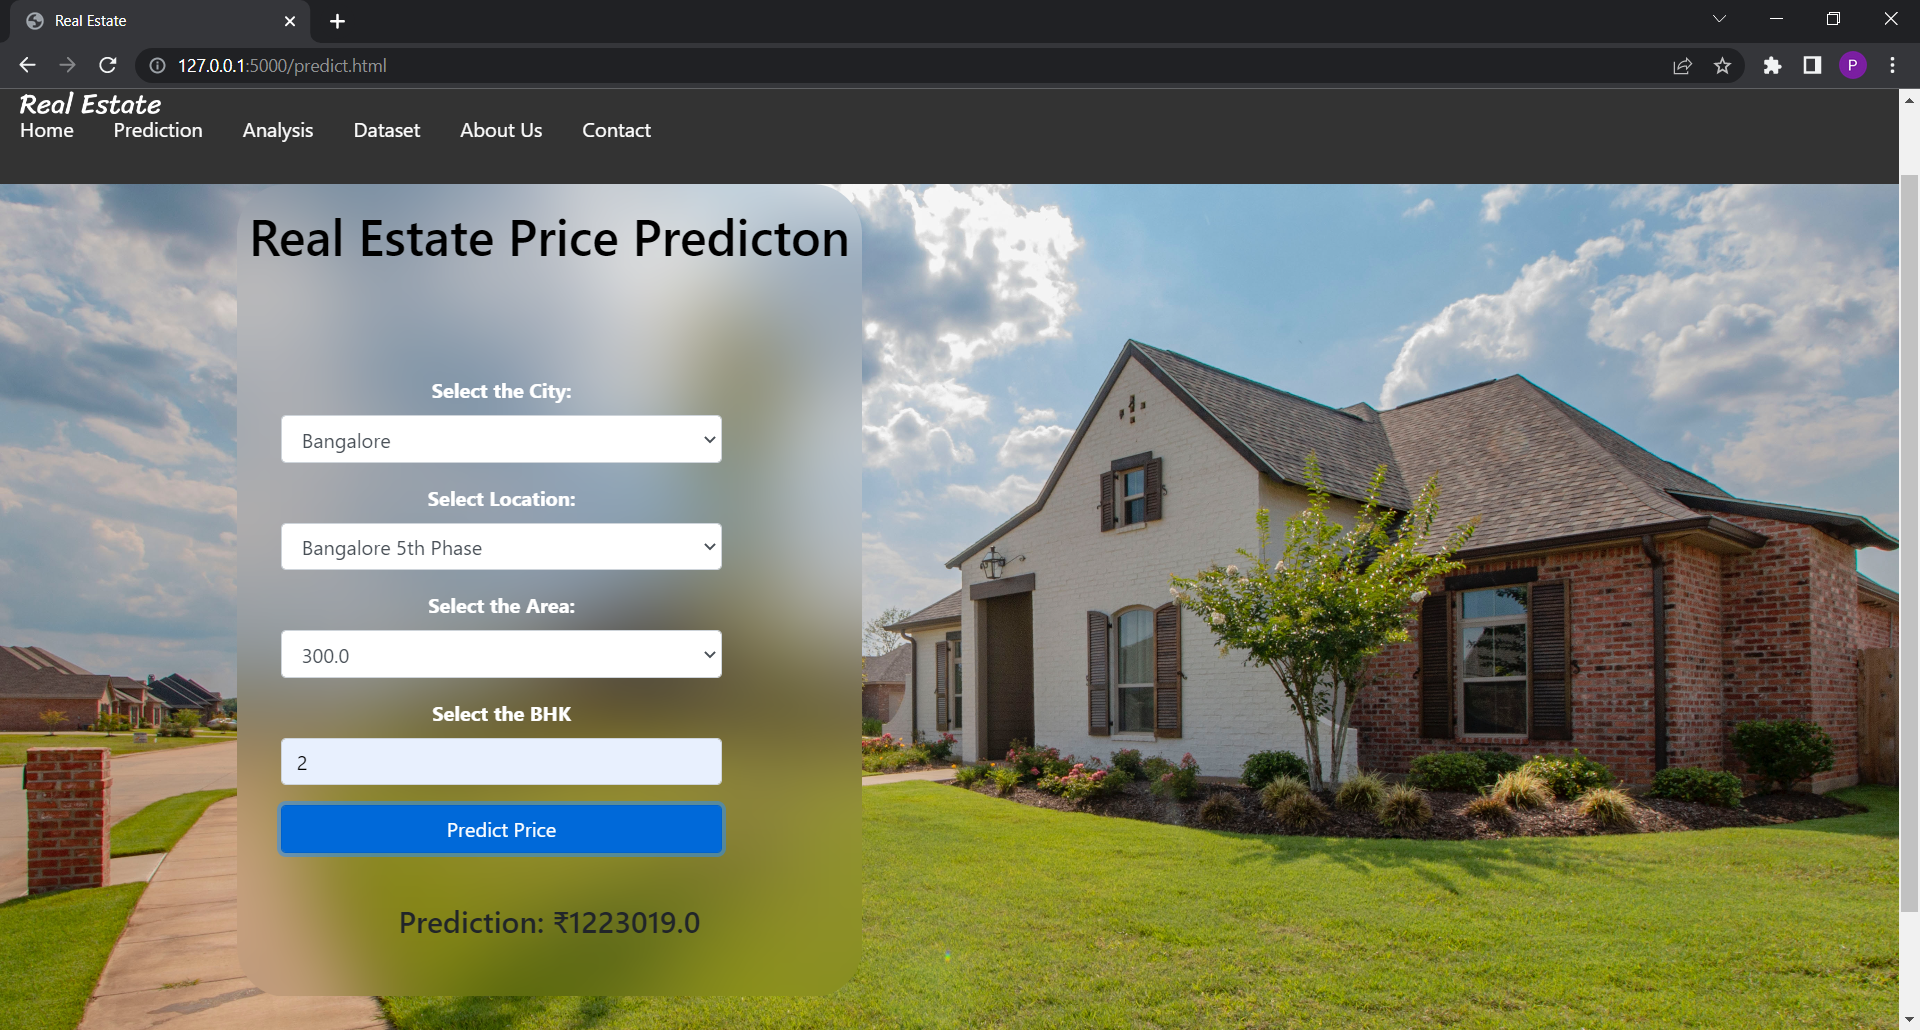 Real Estate
127.0.0.1:5000/predict.html
P
Real Estate
Home Prediction Analysis Dataset About Us Contact
Real Estate Price Predicton
Select the City:
Bangalore
Select Location:
Bangalore 5th Phase
Select the Area:
300.0
Select the BHK
2
Predict Price
Prediction: ₹1223019.0